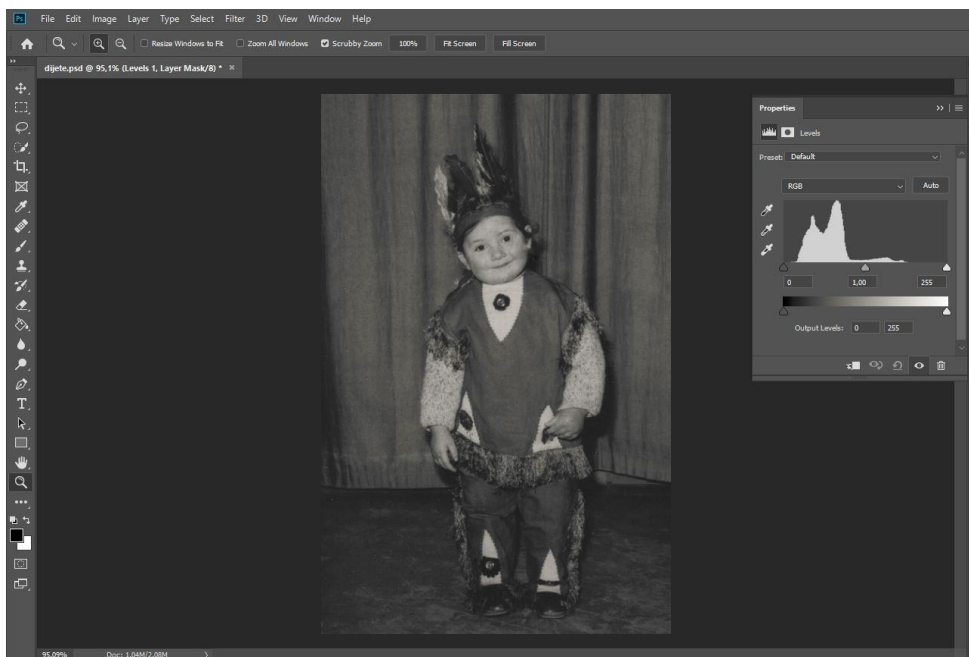 Ps File Edit Image Layer Type Select Filter 3D View Window Help
Resize Windows to Fit Zoom All Windows Scrubby Zoom 100% Fit Screen Fill Screen
dijete.psd @ 95,1% (Levels 1, Layer Mask/8) * ×
Properties
Levels
Preset: Default
RGB Auto
0 1,00 255
Output Levels: 0 255
T
95,09% Doc: 1,04M/2,08M